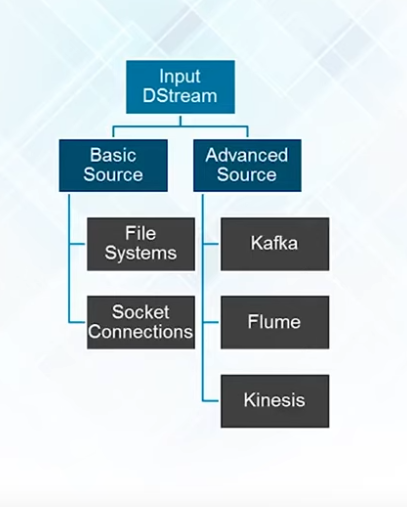 Input
DStream
Basic
Source
Advanced
Source
File
Systems
Socket
Connections
Kafka
Flume
Kinesis